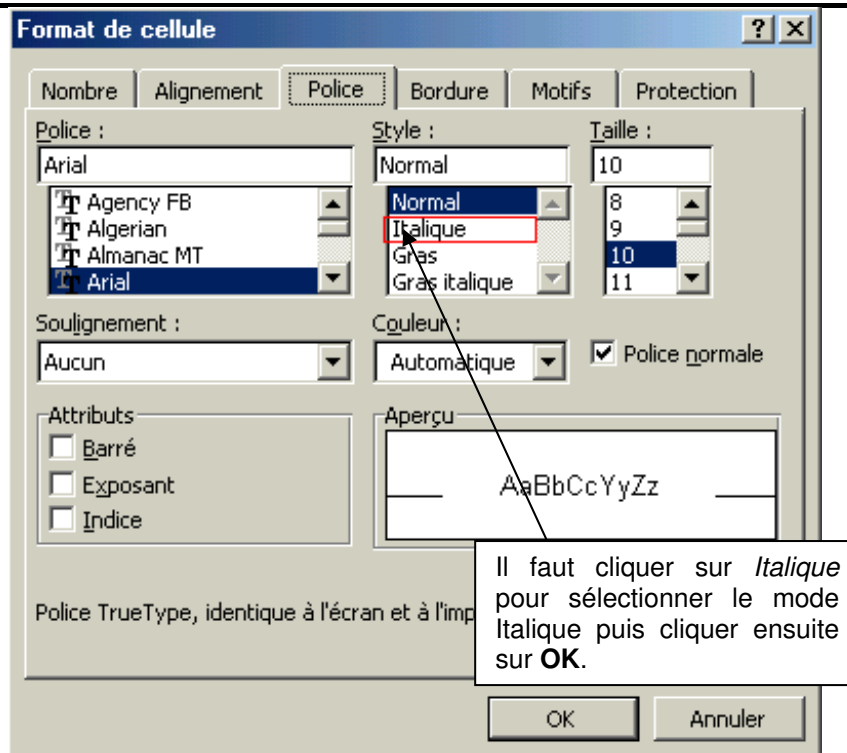 Format de cellule
Nombre Alignement Police Bordure Motifs Protection
Police : Style : Taille :
Arial Normal 10
Agency FB Normal 8
Algerian Italique 9
Almanac MT Gras 10
Arial Gras italique 11
Soulignement : Couleur :
Aucun Automatique Police normale
Attributs Aperçu
Barré
Exposant AaBbCcYyZz
Indice
Il faut cliquer sur Italique
pour sélectionner le mode
Italique puis cliquer ensuite
sur OK.
Police TrueType, identique à l'écran et à l'imp
OK Annuler